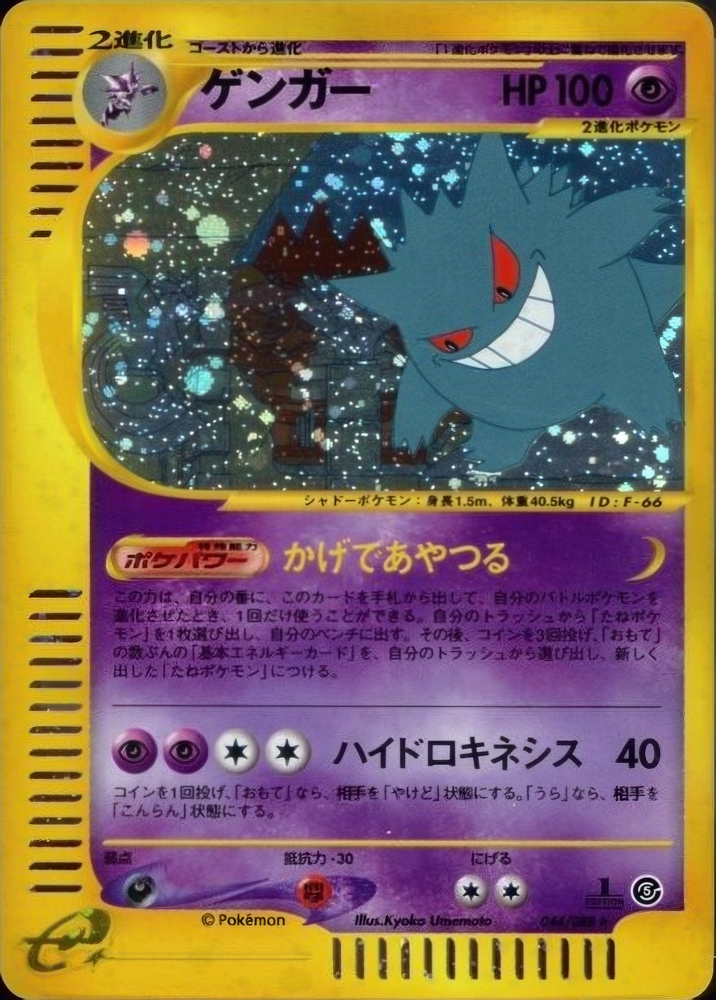 2進化
ゴーストから進化
ゲンガー
HP 100
2進化ポケモン
シャドーポケモン：身長1.5m、体重40.5kg ID：F-66
特殊能力
ポケパワー
かげであやつる
この力は、自分の番に、このカードを手札から出して、自分のバトルポケモンを
進化させたとき、1回だけ使うことができる。自分のトラッシュから「たねポケ
モン」を1枚選び出し、自分のベンチに出す。その後、コインを3回投げ、「おもて」
の数ぶんの「基本エネルギーカード」を、自分のトラッシュから選び出し、新しく
出した「たねポケモン」につける。
ハイドロキネシス 40
コインを1回投げ、「おもて」なら、相手を「やけど」状態にする。「うら」なら、相手を
「こんらん」状態にする。
弱点
抵抗力・-30
にげる
1
EDITION
© Pokémon
Illus.Kyoko Umemoto
044/088 ★
e